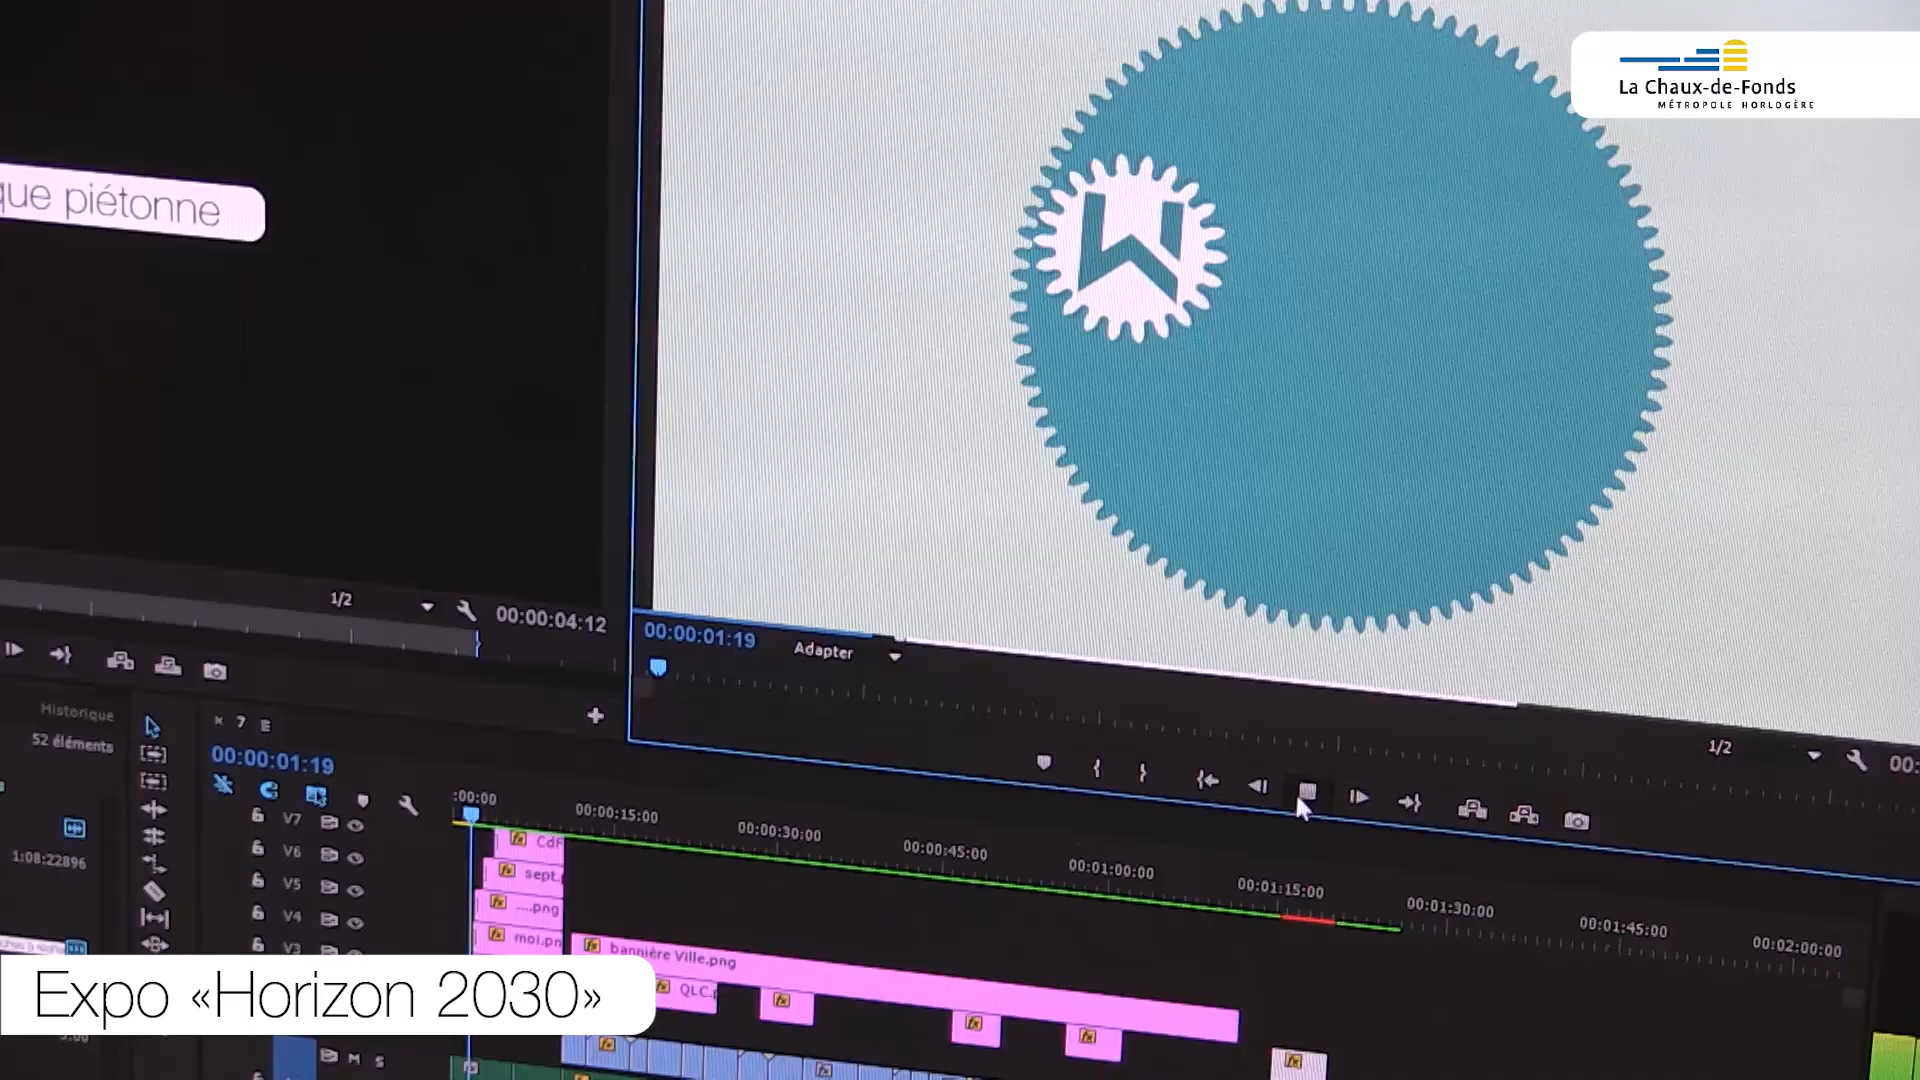 La Chaux-de-Fonds
MÉTROPOLE HORLOGÈRE
que piétonne
1/2
00:00:04:12
00:00:01:19
Adapter
1/2
00:
Historique
52 éléments
00:00:01:19
:00:00
00:00:15:00
00:00:30:00
00:00:45:00
00:01:00:00
00:01:15:00
00:01:30:00
00:01:45:00
00:02:00:00
V7
V6
V5
V4
V3
1:08:22896
CdF
sept.
....png
moi.pn
bannière Ville.png
QLC.p
Expo «Horizon 2030»
M S